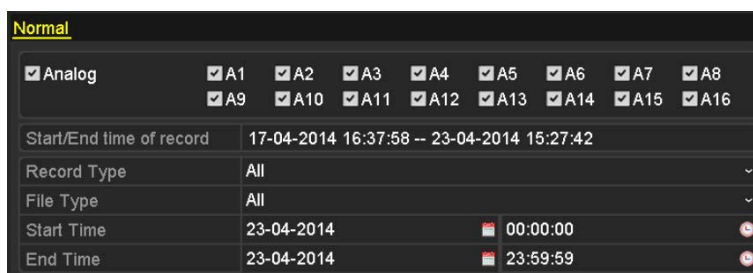 Normal
Analog A1 A2 A3 A4 A5 A6 A7 A8
A9 A10 A11 A12 A13 A14 A15 A16
Start/End time of record 17-04-2014 16:37:58 -- 23-04-2014 15:27:42
Record Type All
File Type All
Start Time 23-04-2014 00:00:00
End Time 23-04-2014 23:59:59